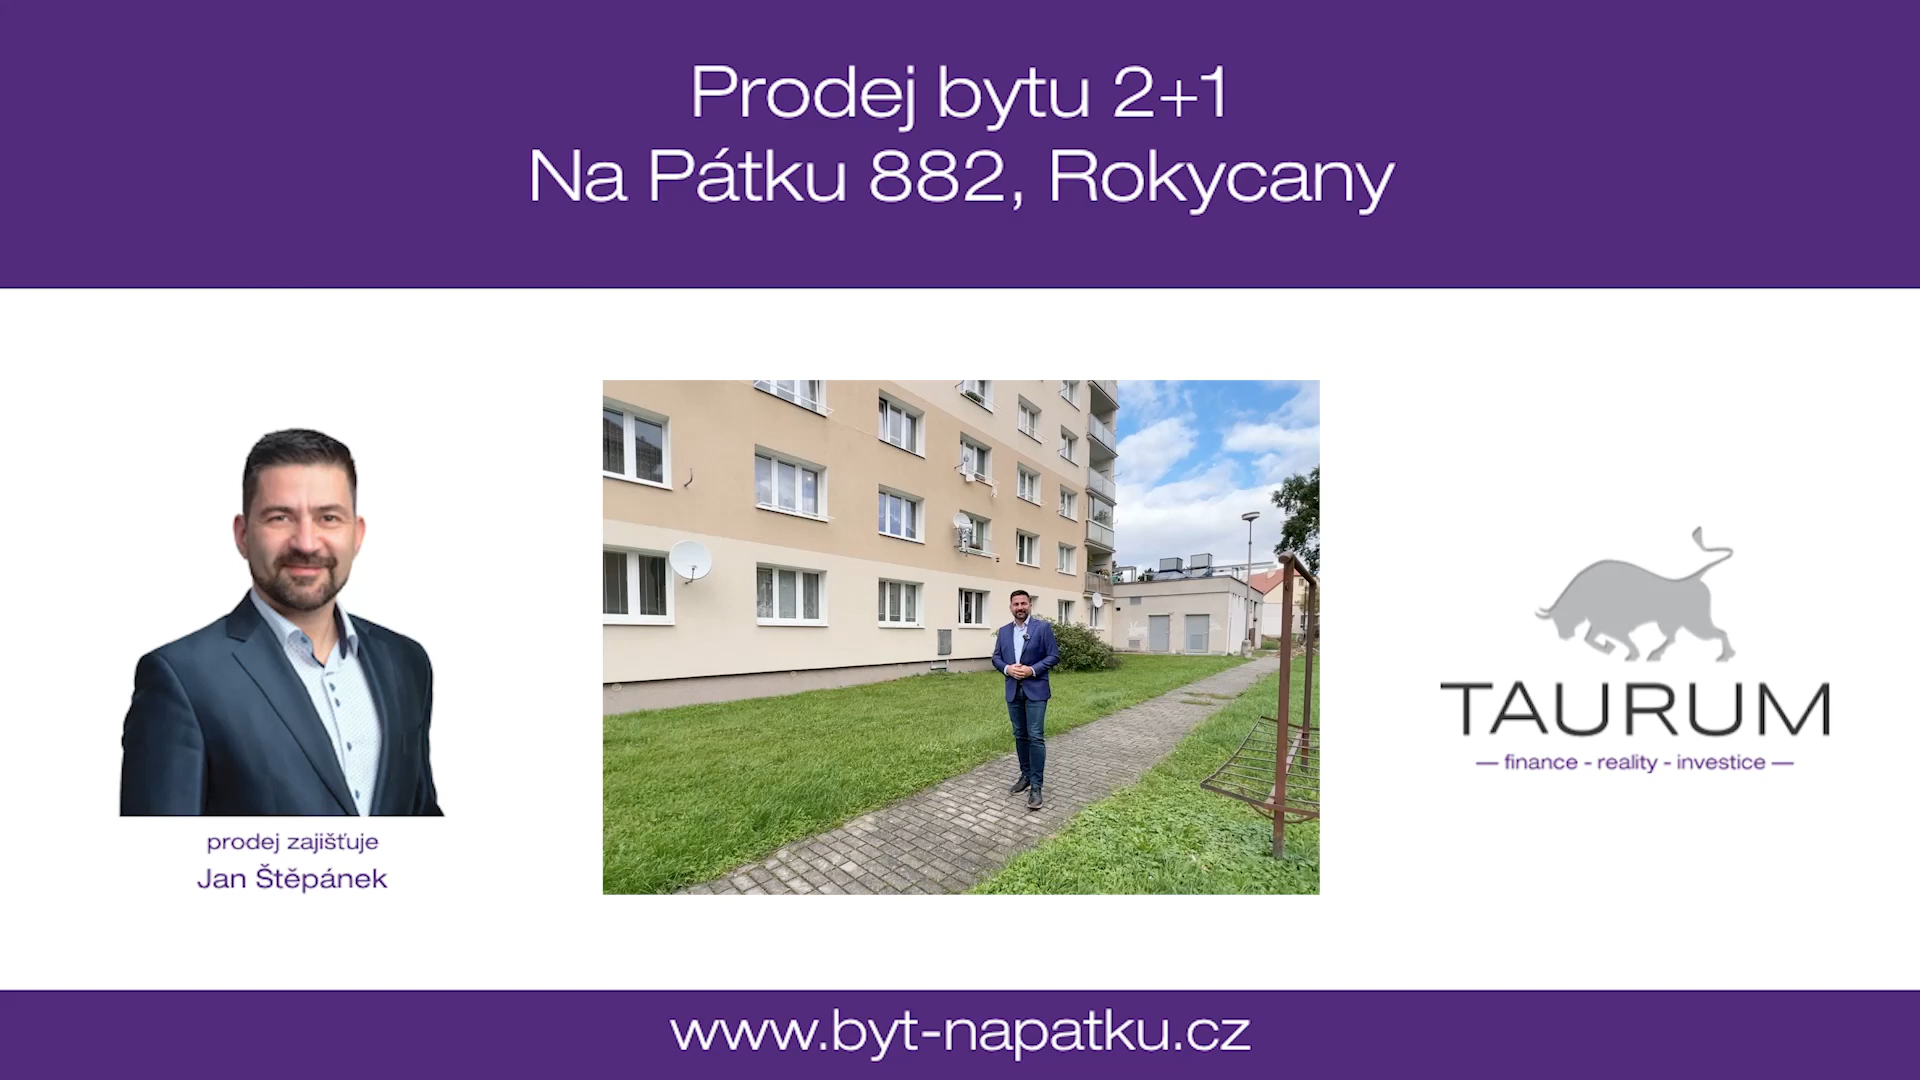 Prodej bytu 2+1
Na Pátku 882, Rokycany
prodej zajišťuje
Jan Štěpánek
TAURUM
— finance - reality - investice —
www.byt-napatku.cz